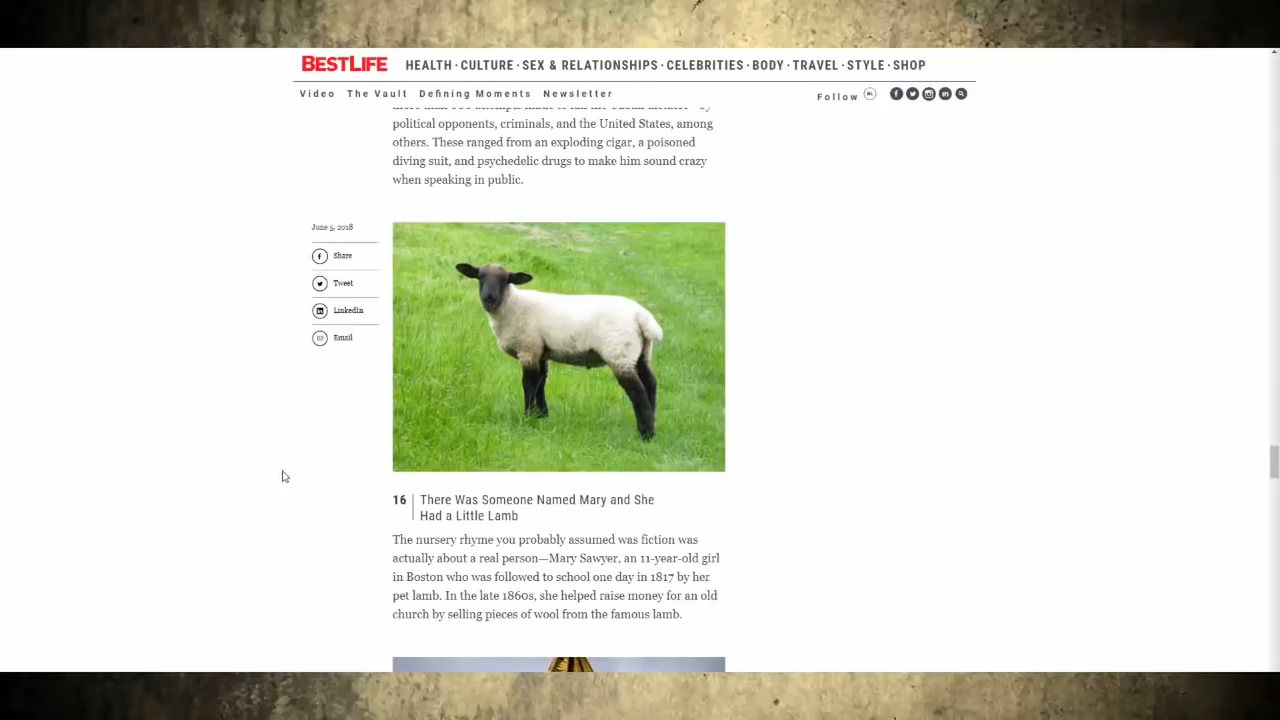 BESTLIFE HEALTH · CULTURE · SEX & RELATIONSHIPS · CELEBRITIES · BODY · TRAVEL · STYLE · SHOP
Video The Vault Defining Moments Newsletter Follow BL
political opponents, criminals, and the United States, among
others. These ranged from an exploding cigar, a poisoned
diving suit, and psychedelic drugs to make him sound crazy
when speaking in public.
June 5, 2018
Share
Tweet
LinkedIn
Email
16 There Was Someone Named Mary and She
Had a Little Lamb
The nursery rhyme you probably assumed was fiction was
actually about a real person—Mary Sawyer, an 11-year-old girl
in Boston who was followed to school one day in 1817 by her
pet lamb. In the late 1860s, she helped raise money for an old
church by selling pieces of wool from the famous lamb.